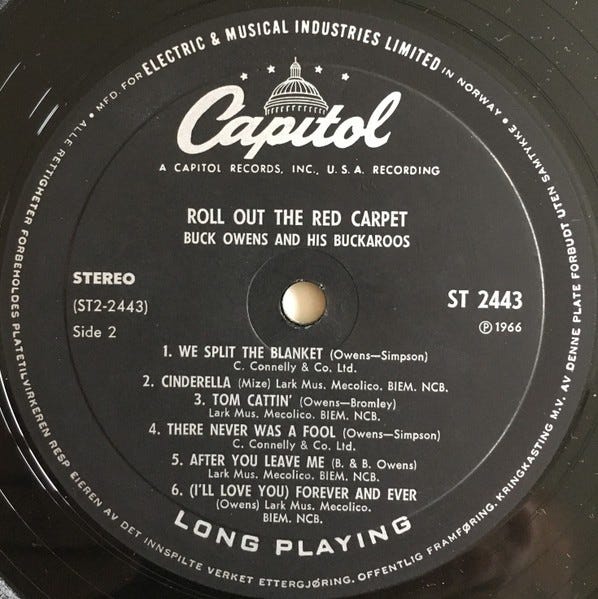 MFD. FOR ELECTRIC & MUSICAL INDUSTRIES LIMITED IN NORWAY • ALLE RETTIGHETER FORBEHOLDES PLATETILVIRKEREN RESP. EIEREN AV DET INNSPILTE VERKET ETTERGJØRING. OFFENTLIG FRAMFØRING. KRINGKASTING M.V. AV DENNE PLATE FORBUDT UTEN SAMTYKKE •
Capitol
A CAPITOL RECORDS, INC., U.S.A. RECORDING
ROLL OUT THE RED CARPET
BUCK OWENS AND HIS BUCKAROOS
STEREO
(ST2-2443)
Side 2
ST 2443
Ⓟ 1966
1. WE SPLIT THE BLANKET (Owens—Simpson)
C. Connelly & Co. Ltd.
2. CINDERELLA (Mize) Lark Mus. Mecolico. BIEM. NCB.
3. TOM CATTIN' (Owens—Bromley)
Lark Mus. Mecolico. BIEM. NCB.
4. THERE NEVER WAS A FOOL (Owens—Simpson)
C. Connelly & Co. Ltd.
5. AFTER YOU LEAVE ME (B. & B. Owens)
Lark Mus. Mecolico. BIEM. NCB.
6. (I'LL LOVE YOU) FOREVER AND EVER
(Owens) Lark Mus. Mecolico.
BIEM. NCB.
LONG PLAYING